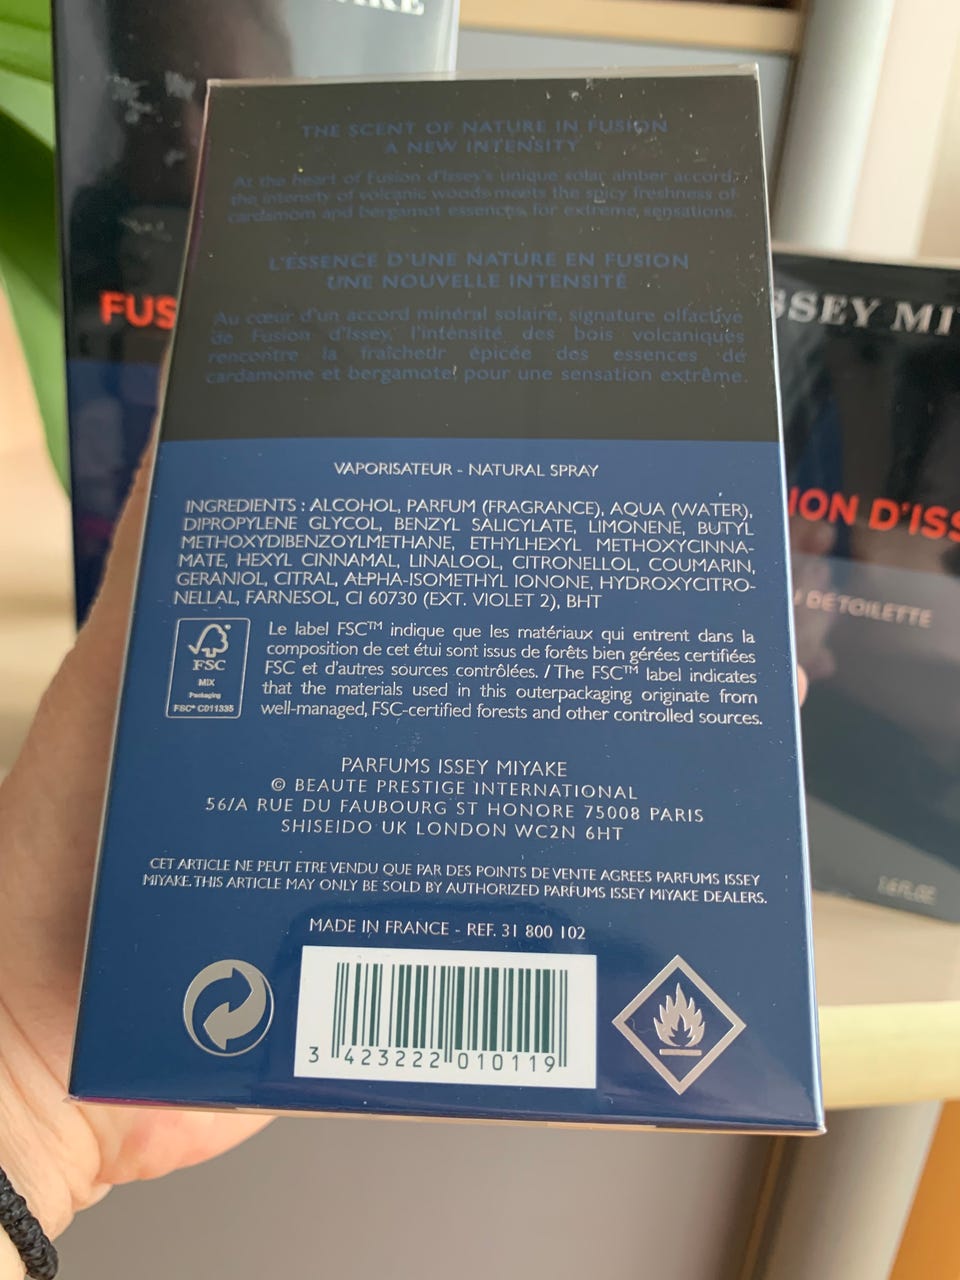 THE SCENT OF NATURE IN FUSION
A NEW INTENSITY
At the heart of Fusion d'Issey's unique solar amber accord,
the intensity of volcanic woods meets the spicy freshness of
cardamom and bergamot essences, for extreme sensations.
L'ESSENCE D'UNE NATURE EN FUSION
UNE NOUVELLE INTENSITÉ
Au cœur d'un accord minéral solaire, signature olfactive
de Fusion d'Issey, l'intensité des bois volcaniques
rencontre la fraîcheur épicée des essences de
cardamome et bergamote, pour une sensation extrême.
VAPORISATEUR - NATURAL SPRAY
INGREDIENTS : ALCOHOL, PARFUM (FRAGRANCE), AQUA (WATER),
DIPROPYLENE GLYCOL, BENZYL SALICYLATE, LIMONENE, BUTYL
METHOXYDIBENZOYLMETHANE, ETHYLHEXYL METHOXYCINNA-
MATE, HEXYL CINNAMAL, LINALOOL, CITRONELLOL, COUMARIN,
GERANIOL, CITRAL, ALPHA-ISOMETHYL IONONE, HYDROXYCITRO-
NELLAL, FARNESOL, CI 60730 (EXT. VIOLET 2), BHT
FSC
MIX
Packaging
FSC® C011335
Le label FSC™ indique que les matériaux qui entrent dans la
composition de cet étui sont issus de forêts bien gérées certifiées
FSC et d'autres sources contrôlées. / The FSC™ label indicates
that the materials used in this outerpackaging originate from
well-managed, FSC-certified forests and other controlled sources.
PARFUMS ISSEY MIYAKE
© BEAUTE PRESTIGE INTERNATIONAL
56/A RUE DU FAUBOURG ST HONORE 75008 PARIS
SHISEIDO UK LONDON WC2N 6HT
CET ARTICLE NE PEUT ETRE VENDU QUE PAR DES POINTS DE VENTE AGREES PARFUMS ISSEY
MIYAKE. THIS ARTICLE MAY ONLY BE SOLD BY AUTHORIZED PARFUMS ISSEY MIYAKE DEALERS.
MADE IN FRANCE - REF. 31 800 102
3 423222 010119
FUS
SSEY MI
ION D'ISS
DE TOILETTE
1.6 FL.OZ.